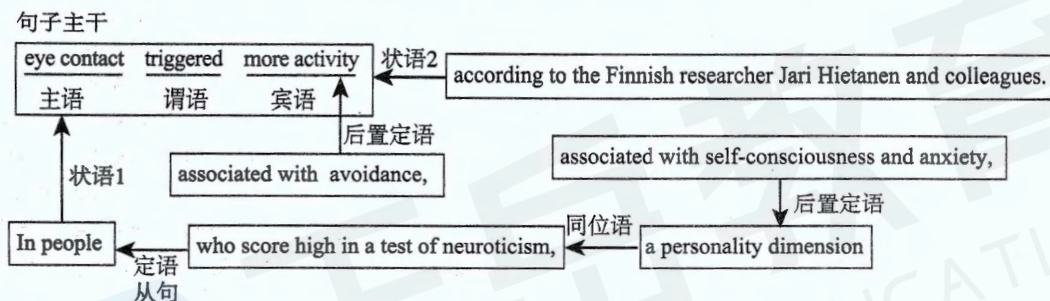 句子主干
eye contact triggered more activity
主语 谓语 宾语
状语2
according to the Finnish researcher Jari Hietanen and colleagues.
后置定语
associated with avoidance,
associated with self-consciousness and anxiety,
状语1
后置定语
同位语
In people
who score high in a test of neuroticism,
a personality dimension
定语
从句